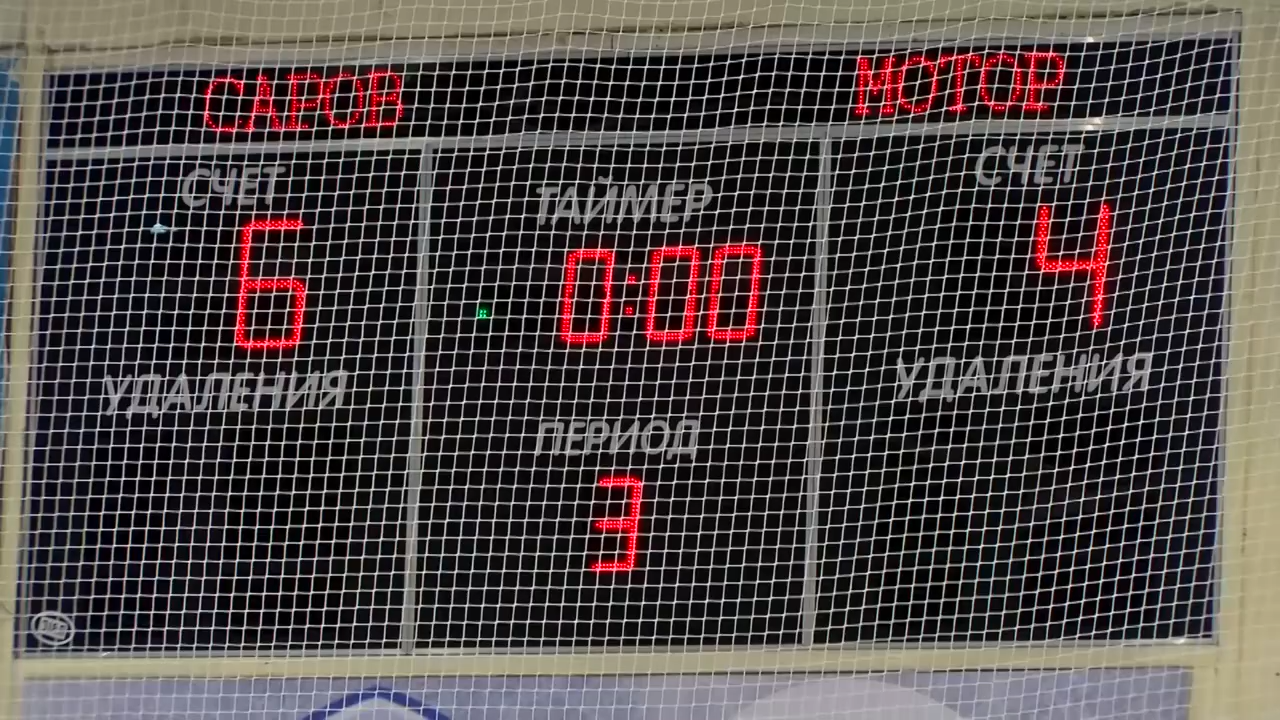 САРОВ МОТОР
СЧЕТ ТАЙМЕР СЧЕТ
6 0:00 4
УДАЛЕНИЯ ПЕРИОД УДАЛЕНИЯ
3